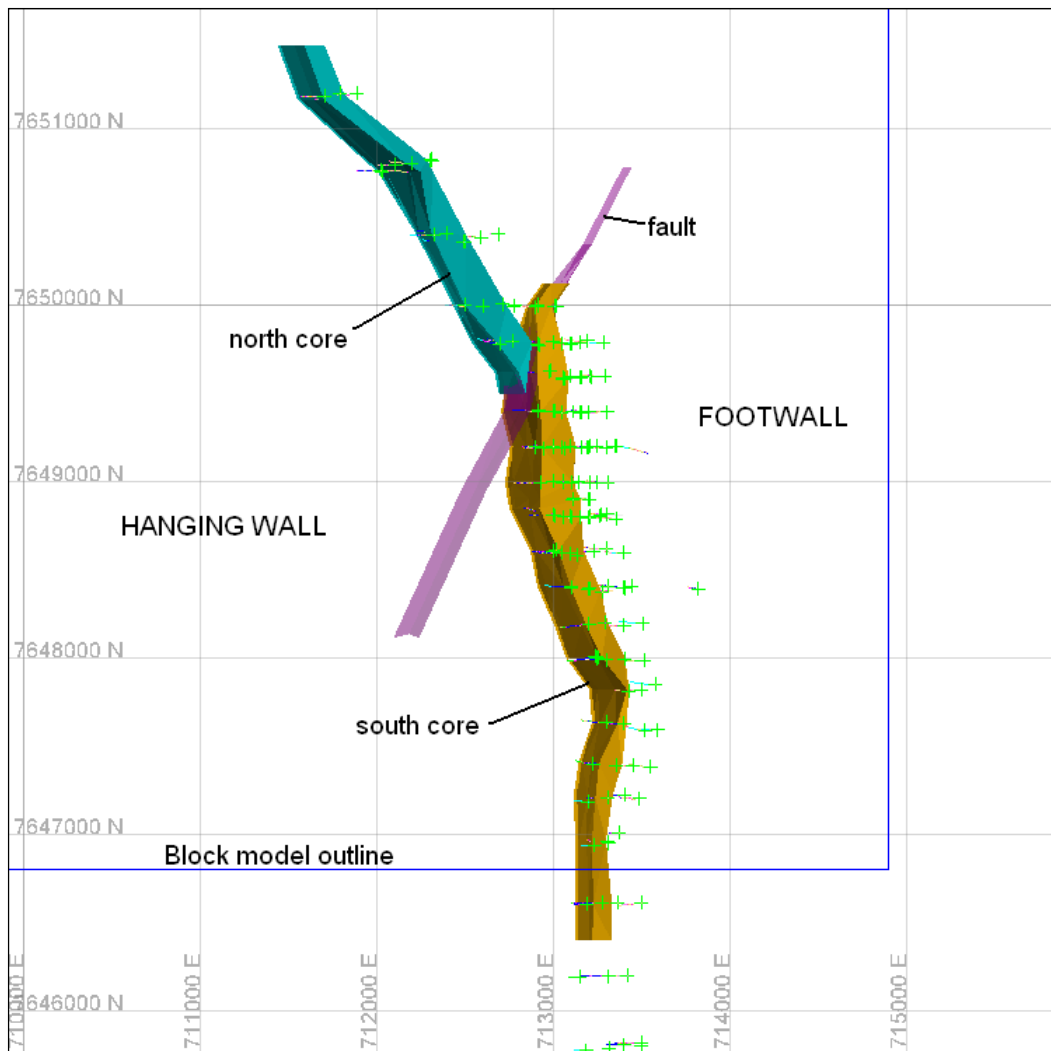 7651000 N
fault
7650000 N
north core
FOOTWALL
7649000 N
HANGING WALL
7648000 N
south core
7647000 N
Block model outline
7646000 N
710000 E
711000 E
712000 E
713000 E
714000 E
715000 E